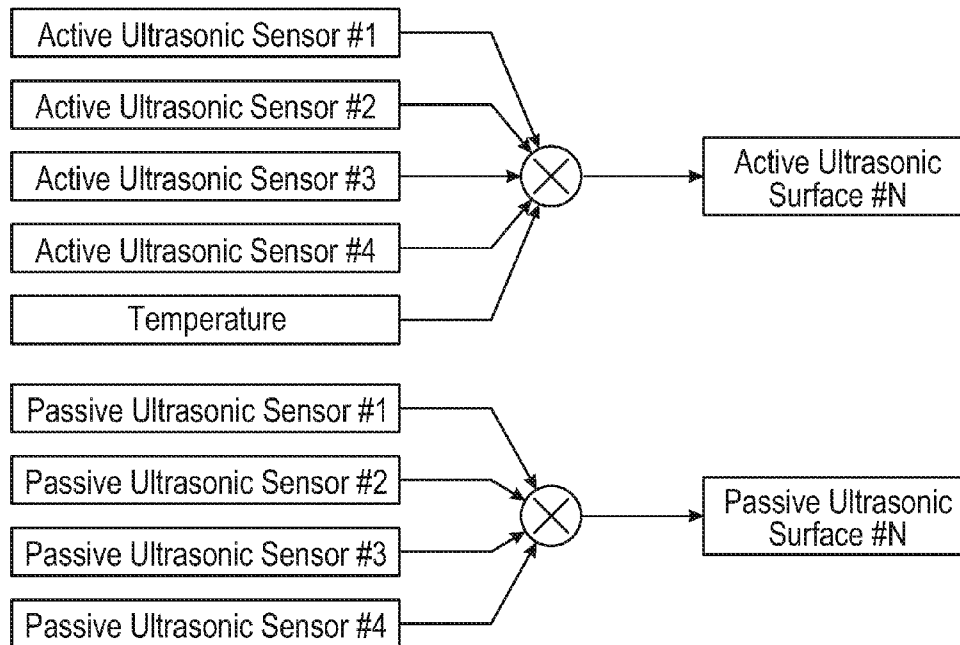 Active Ultrasonic Sensor #1
Active Ultrasonic Sensor #2
Active Ultrasonic Sensor #3
Active Ultrasonic Sensor #4
Temperature
Active Ultrasonic
Surface #N
Passive Ultrasonic Sensor #1
Passive Ultrasonic Sensor #2
Passive Ultrasonic Sensor #3
Passive Ultrasonic Sensor #4
Passive Ultrasonic
Surface #N